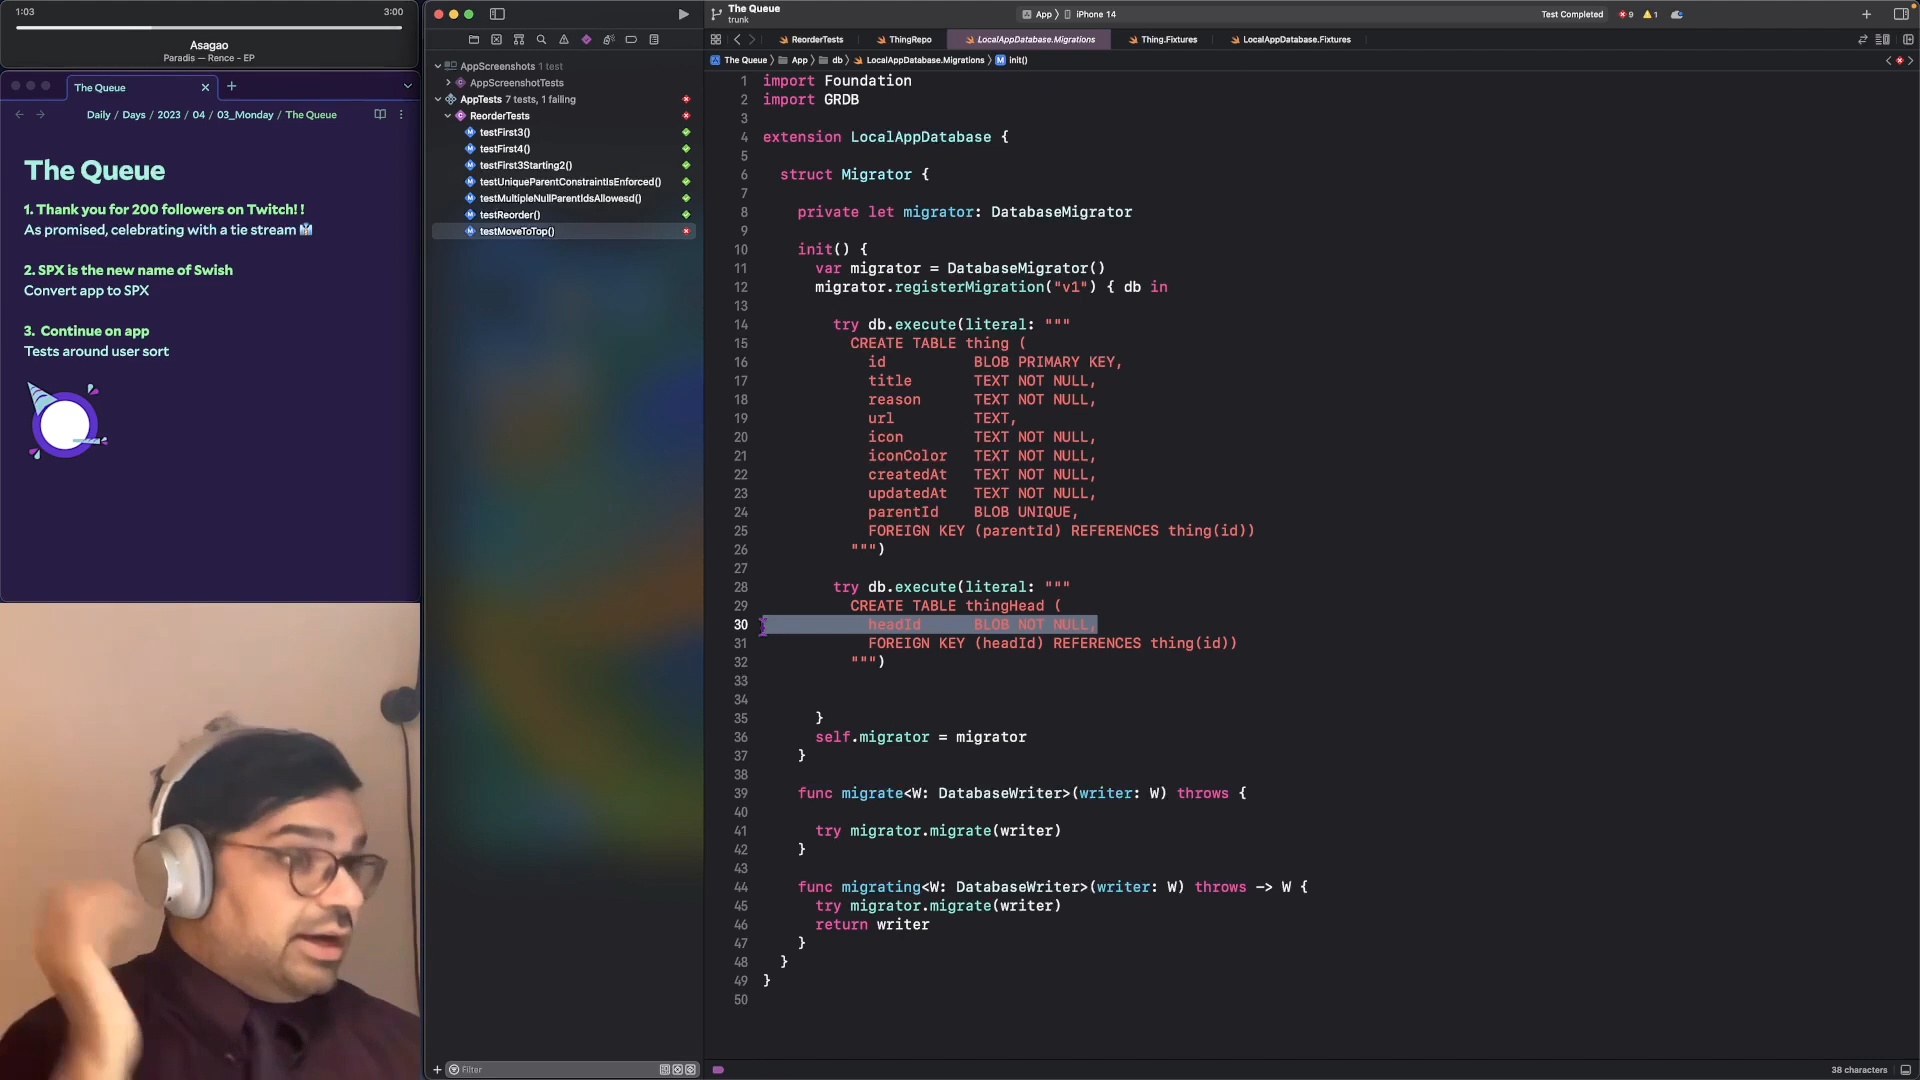 1:03
3:00
Asagao
Paradis — Rence - EP
The Queue
Daily / Days / 2023 / 04 / 03_Monday / The Queue
The Queue
1. Thank you for 200 followers on Twitch! !
As promised, celebrating with a tie stream
2. SPX is the new name of Swish
Convert app to SPX
3. Continue on app
Tests around user sort
AppScreenshots 1 test
AppScreenshotTests
AppTests 7 tests, 1 failing
ReorderTests
testFirst3()
testFirst4()
testFirst3Starting2()
testUniqueParentConstraintIsEnforced()
testMultipleNullParentIdsAllowesd()
testReorder()
testMoveToTop()
Filter
The Queue
trunk
App 〉 iPhone 14
Test Completed
9
1
ReorderTests
ThingRepo
LocalAppDatabase.Migrations
Thing.Fixtures
LocalAppDatabase.Fixtures
The Queue 〉 App 〉 db 〉 LocalAppDatabase.Migrations 〉 M init()
1 import Foundation
2 import GRDB
3
4 extension LocalAppDatabase {
5
6 struct Migrator {
7
8 private let migrator: DatabaseMigrator
9
10 init() {
11 var migrator = DatabaseMigrator()
12 migrator.registerMigration("v1") { db in
13
14 try db.execute(literal: """
15 CREATE TABLE thing (
16 id BLOB PRIMARY KEY,
17 title TEXT NOT NULL,
18 reason TEXT NOT NULL,
19 url TEXT,
20 icon TEXT NOT NULL,
21 iconColor TEXT NOT NULL,
22 createdAt TEXT NOT NULL,
23 updatedAt TEXT NOT NULL,
24 parentId BLOB UNIQUE,
25 FOREIGN KEY (parentId) REFERENCES thing(id))
26 """)
27
28 try db.execute(literal: """
29 CREATE TABLE thingHead (
30 headId BLOB NOT NULL,
31 FOREIGN KEY (headId) REFERENCES thing(id))
32 """)
33
34
35 }
36 self.migrator = migrator
37 }
38
39 func migrate<W: DatabaseWriter>(writer: W) throws {
40
41 try migrator.migrate(writer)
42 }
43
44 func migrating<W: DatabaseWriter>(writer: W) throws -> W {
45 try migrator.migrate(writer)
46 return writer
47 }
48 }
49 }
50
38 characters